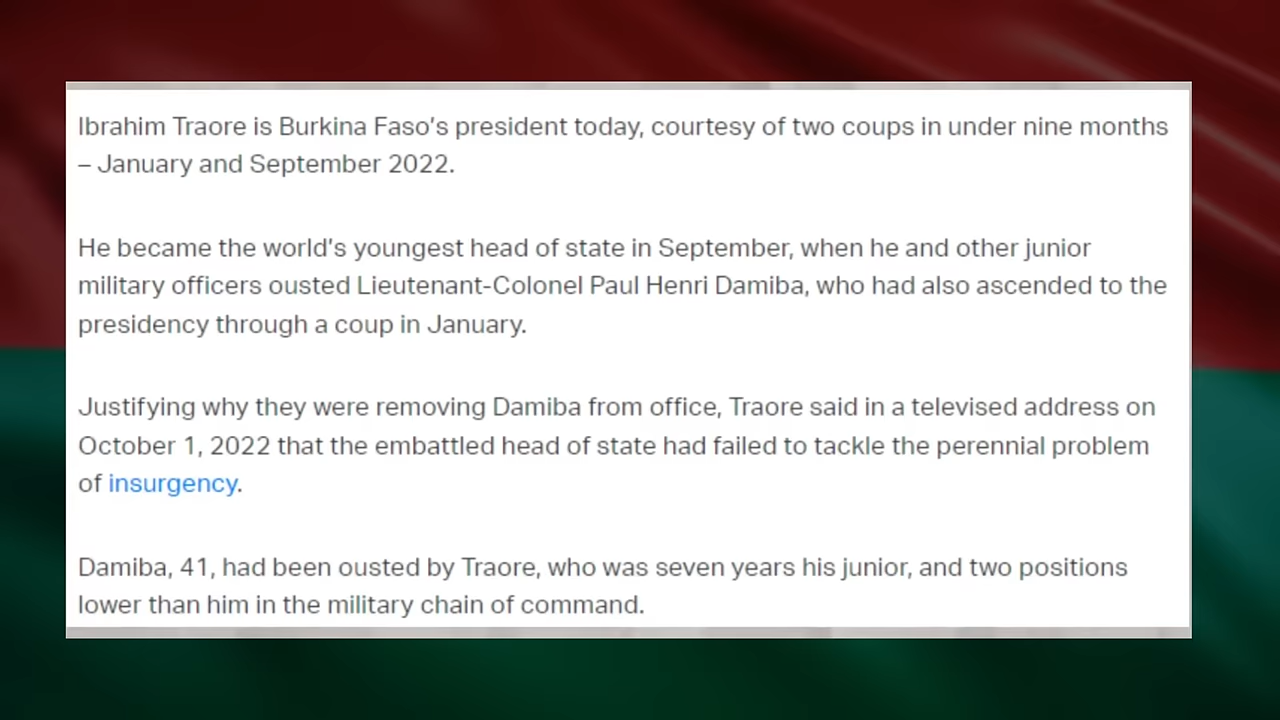 Ibrahim Traore is Burkina Faso's president today, courtesy of two coups in under nine months
– January and September 2022.
He became the world's youngest head of state in September, when he and other junior
military officers ousted Lieutenant-Colonel Paul Henri Damiba, who had also ascended to the
presidency through a coup in January.
Justifying why they were removing Damiba from office, Traore said in a televised address on
October 1, 2022 that the embattled head of state had failed to tackle the perennial problem
of insurgency.
Damiba, 41, had been ousted by Traore, who was seven years his junior, and two positions
lower than him in the military chain of command.